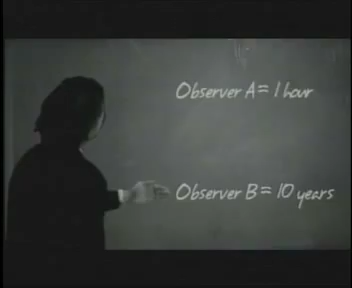 Observer A = 1 hour
Observer B = 10 years